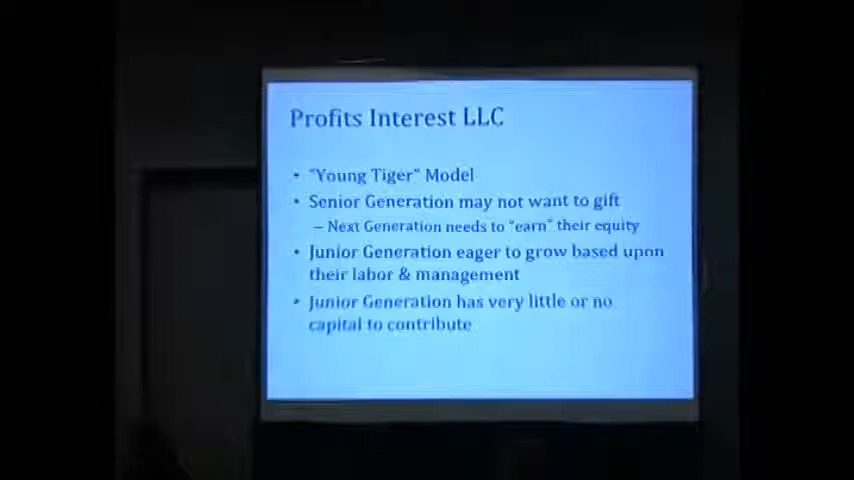 Profits Interest LLC
• "Young Tiger" Model
• Senior Generation may not want to gift
– Next Generation needs to "earn" their equity
• Junior Generation eager to grow based upon
their labor & management
• Junior Generation has very little or no
capital to contribute